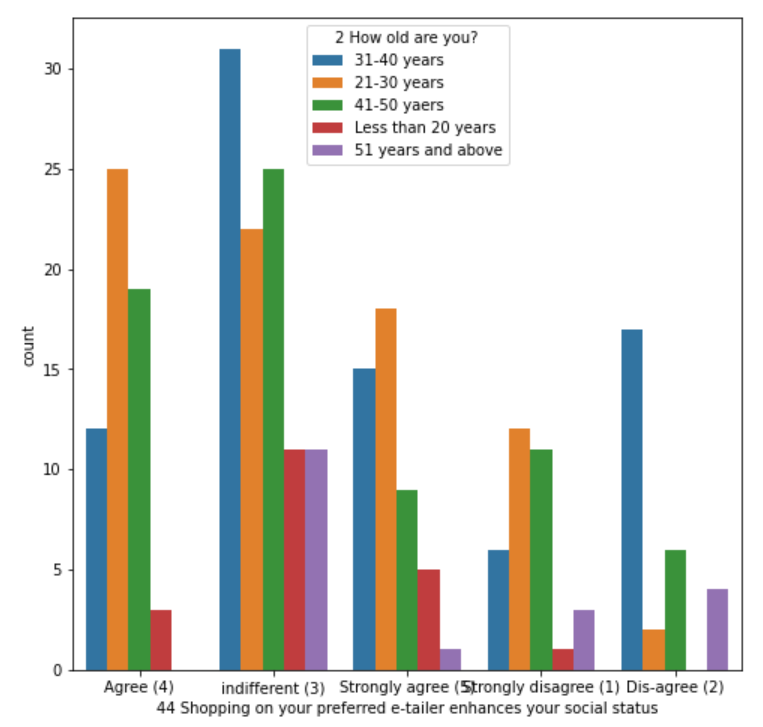 2 How old are you?
31-40 years
21-30 years
41-50 yaers
Less than 20 years
51 years and above
30
25
20
15
10
5
0
count
Agree (4) indifferent (3) Strongly agree (5) Strongly disagree (1) Dis-agree (2)
44 Shopping on your preferred e-tailer enhances your social status